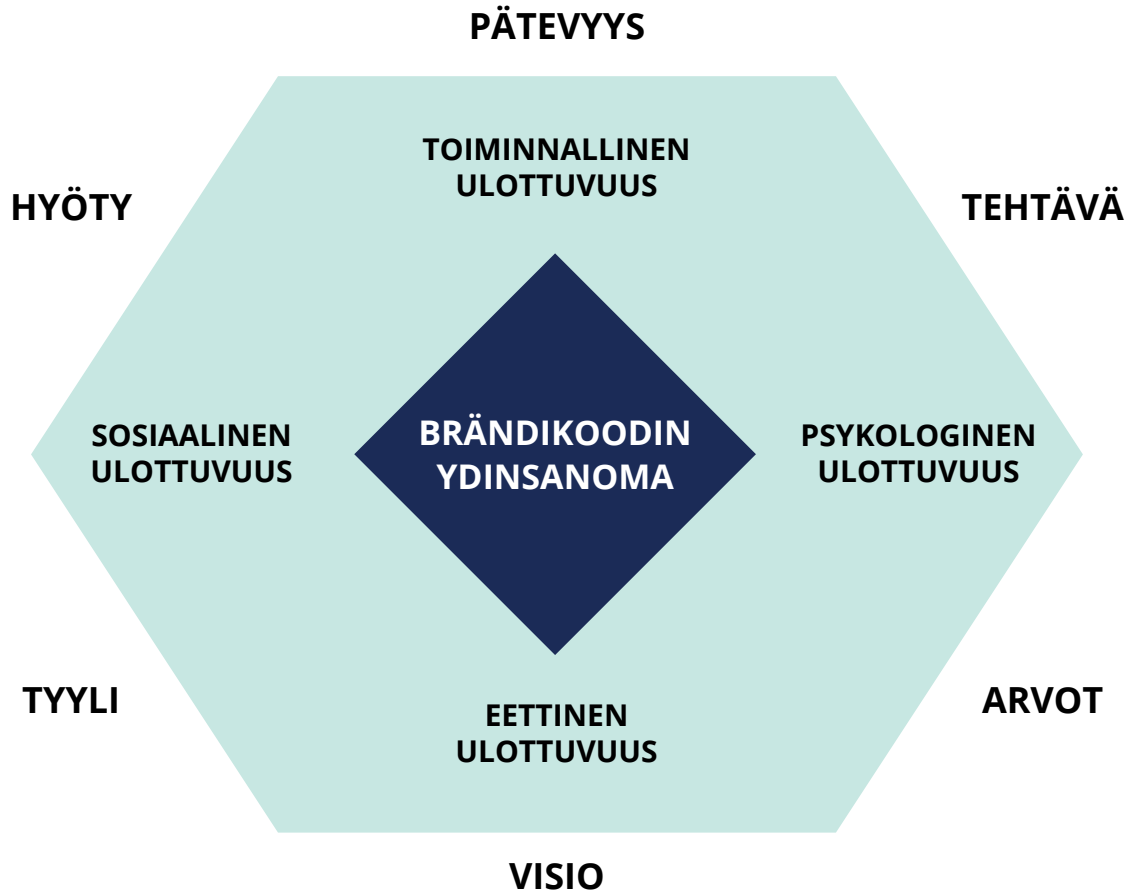 PÄTEVYYS
TOIMINNALLINEN
ULOTTUVUUS
HYÖTY
TEHTÄVÄ
SOSIAALINEN
ULOTTUVUUS
BRÄNDIKOODIN
YDINSANOMA
PSYKOLOGINEN
ULOTTUVUUS
TYYLI
ARVOT
EETTINEN
ULOTTUVUUS
VISIO